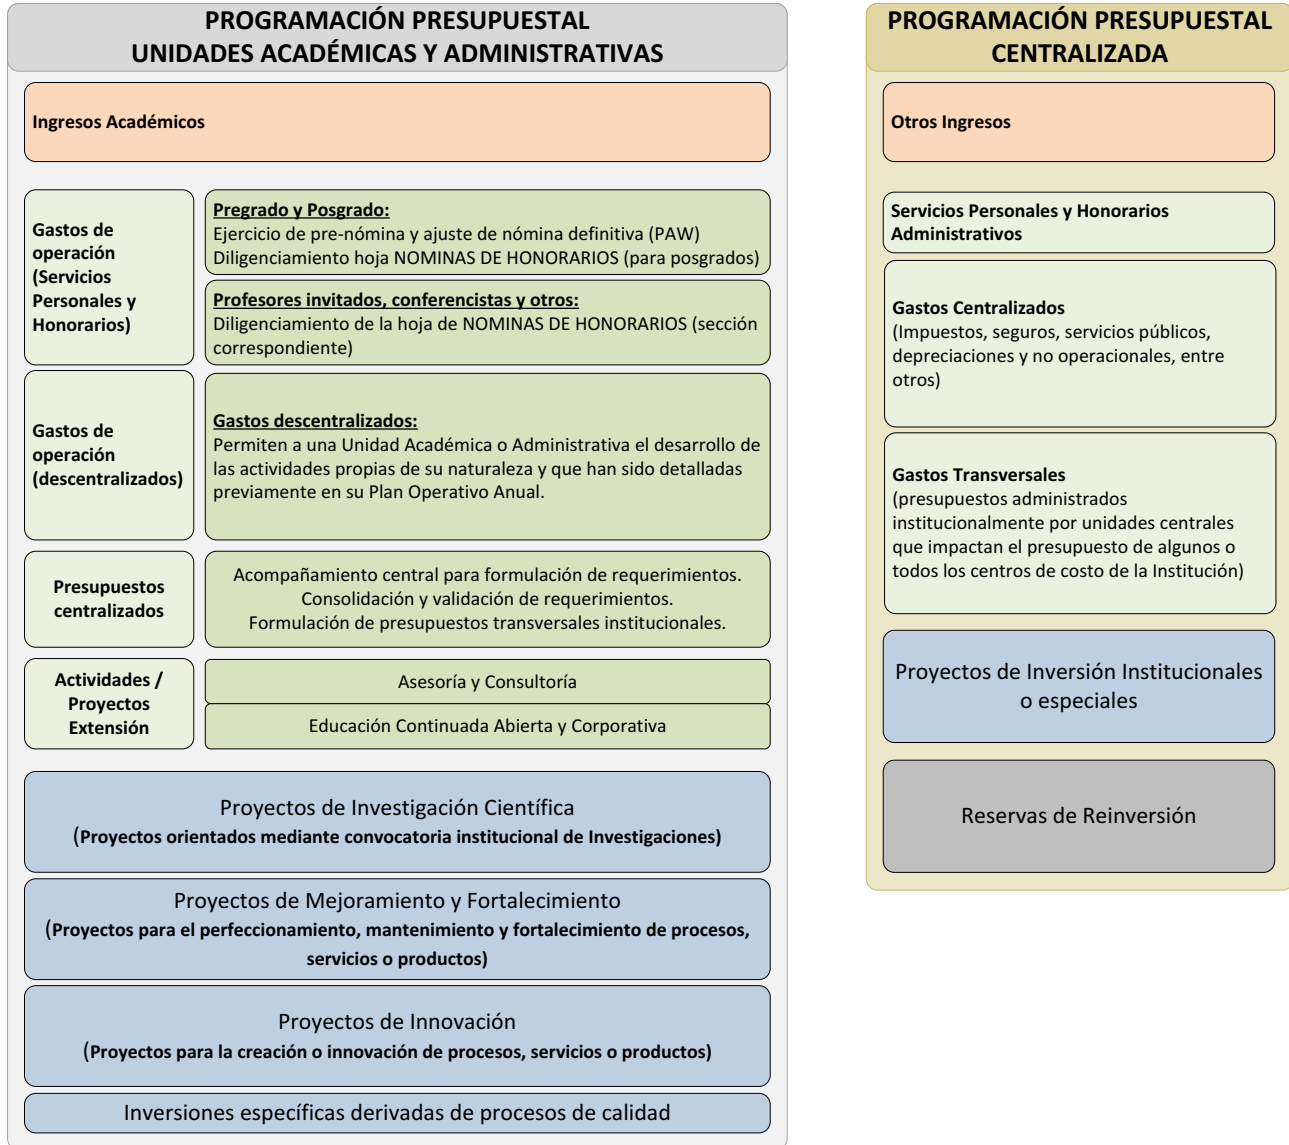 PROGRAMACIÓN PRESUPUESTAL
UNIDADES ACADÉMICAS Y ADMINISTRATIVAS
Ingresos Académicos
Gastos de
operación
(Servicios
Personales y
Honorarios)
Pregrado y Posgrado:
Ejercicio de pre-nómina y ajuste de nómina definitiva (PAW)
Diligenciamiento hoja NOMINAS DE HONORARIOS (para posgrados)
Profesores invitados, conferencistas y otros:
Diligenciamiento de la hoja de NOMINAS DE HONORARIOS (sección
correspondiente)
Gastos de
operación
(descentralizados)
Gastos descentralizados:
Permiten a una Unidad Académica o Administrativa el desarrollo de
las actividades propias de su naturaleza y que han sido detalladas
previamente en su Plan Operativo Anual.
Presupuestos
centralizados
Acompañamiento central para formulación de requerimientos.
Consolidación y validación de requerimientos.
Formulación de presupuestos transversales institucionales.
Actividades /
Proyectos
Extensión
Asesoría y Consultoría
Educación Continuada Abierta y Corporativa
Proyectos de Investigación Científica
(Proyectos orientados mediante convocatoria institucional de Investigaciones)
Proyectos de Mejoramiento y Fortalecimiento
(Proyectos para el perfeccionamiento, mantenimiento y fortalecimiento de procesos,
servicios o productos)
Proyectos de Innovación
(Proyectos para la creación o innovación de procesos, servicios o productos)
Inversiones específicas derivadas de procesos de calidad
PROGRAMACIÓN PRESUPUESTAL
CENTRALIZADA
Otros Ingresos
Servicios Personales y Honorarios
Administrativos
Gastos Centralizados
(Impuestos, seguros, servicios públicos,
depreciaciones y no operacionales, entre
otros)
Gastos Transversales
(presupuestos administrados
institucionalmente por unidades centrales
que impactan el presupuesto de algunos o
todos los centros de costo de la Institución)
Proyectos de Inversión Institucionales
o especiales
Reservas de Reinversión